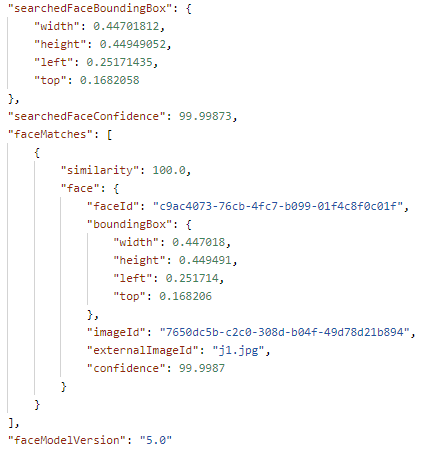 "searchedFaceBoundingBox": {
"width": 0.44701812,
"height": 0.44949052,
"left": 0.25171435,
"top": 0.1682058
},
"searchedFaceConfidence": 99.99873,
"faceMatches": [
{
"similarity": 100.0,
"face": {
"faceId": "c9ac4073-76cb-4fc7-b099-01f4c8f0c01f",
"boundingBox": {
"width": 0.447018,
"height": 0.449491,
"left": 0.251714,
"top": 0.168206
},
"imageId": "7650dc5b-c2c0-308d-b04f-49d78d21b894",
"externalImageId": "j1.jpg",
"confidence": 99.9987
}
}
],
"faceModelVersion": "5.0"